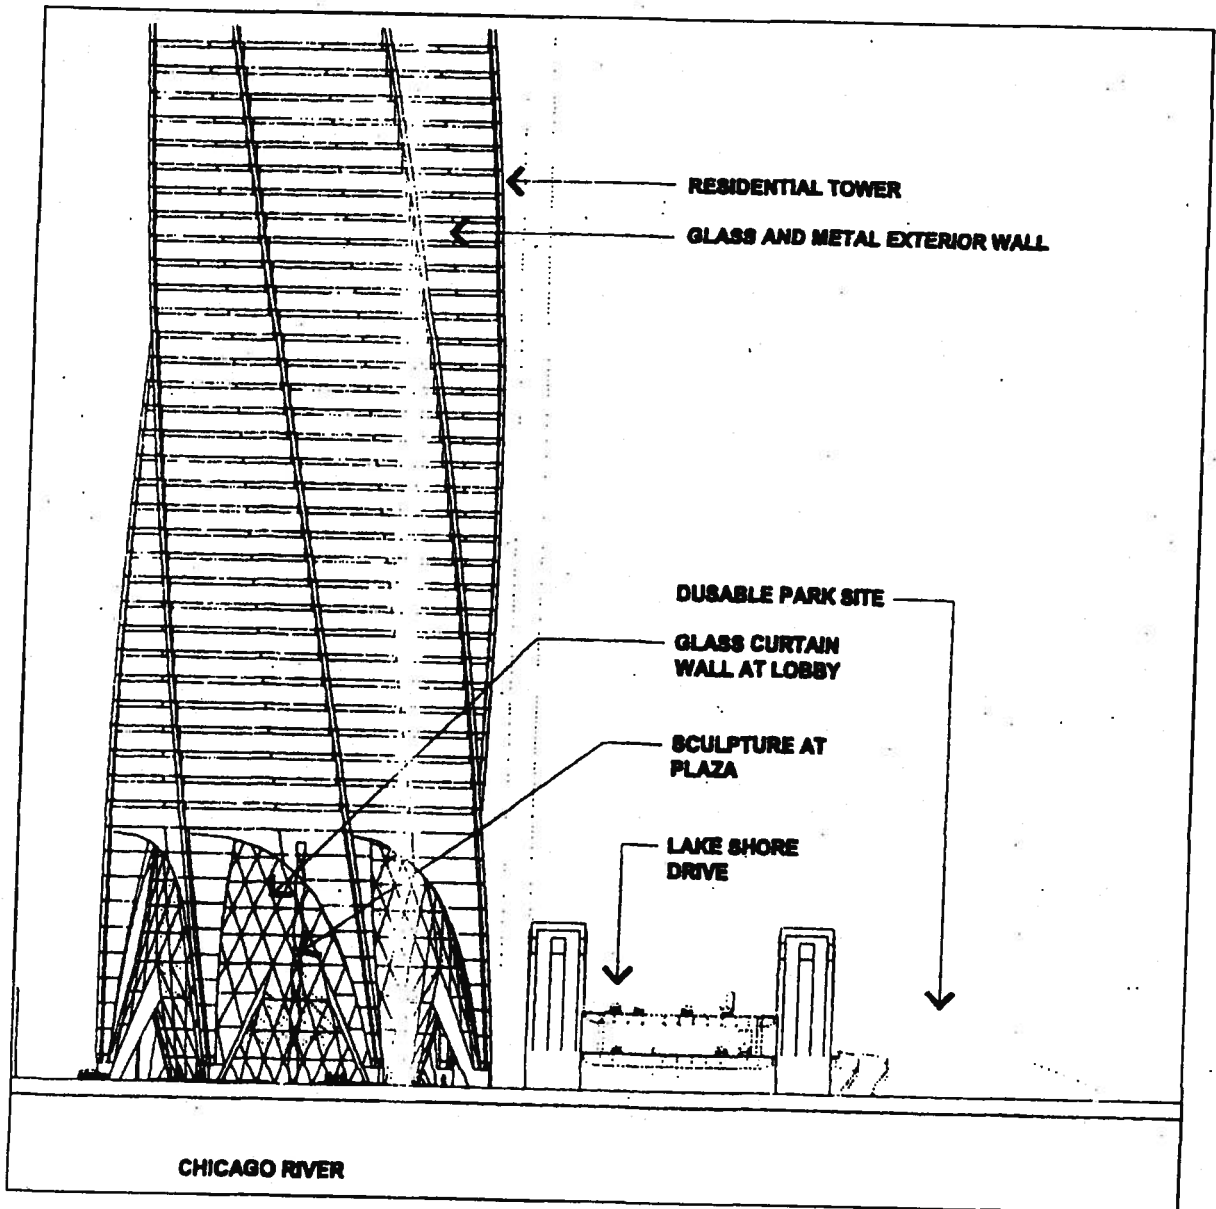 RESIDENTIAL TOWER
GLASS AND METAL EXTERIOR WALL
DUSABLE PARK SITE
GLASS CURTAIN
WALL AT LOBBY
SCULPTURE AT
PLAZA
LAKE SHORE
DRIVE
CHICAGO RIVER